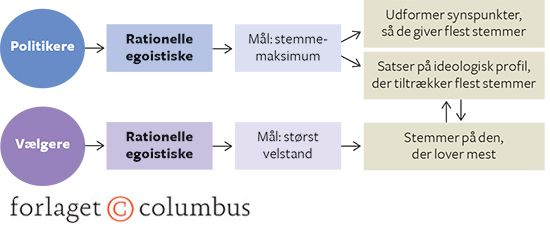 Politikere
Rationelle
egoistiske
Mål: stemme-
maksimum
Udformer synspunkter,
så de giver flest stemmer
Satser på ideologisk profil,
der tiltrækker flest stemmer
Vælgere
Rationelle
egoistiske
Mål: størst
velstand
Stemmer på den,
der lover mest
forlaget © columbus